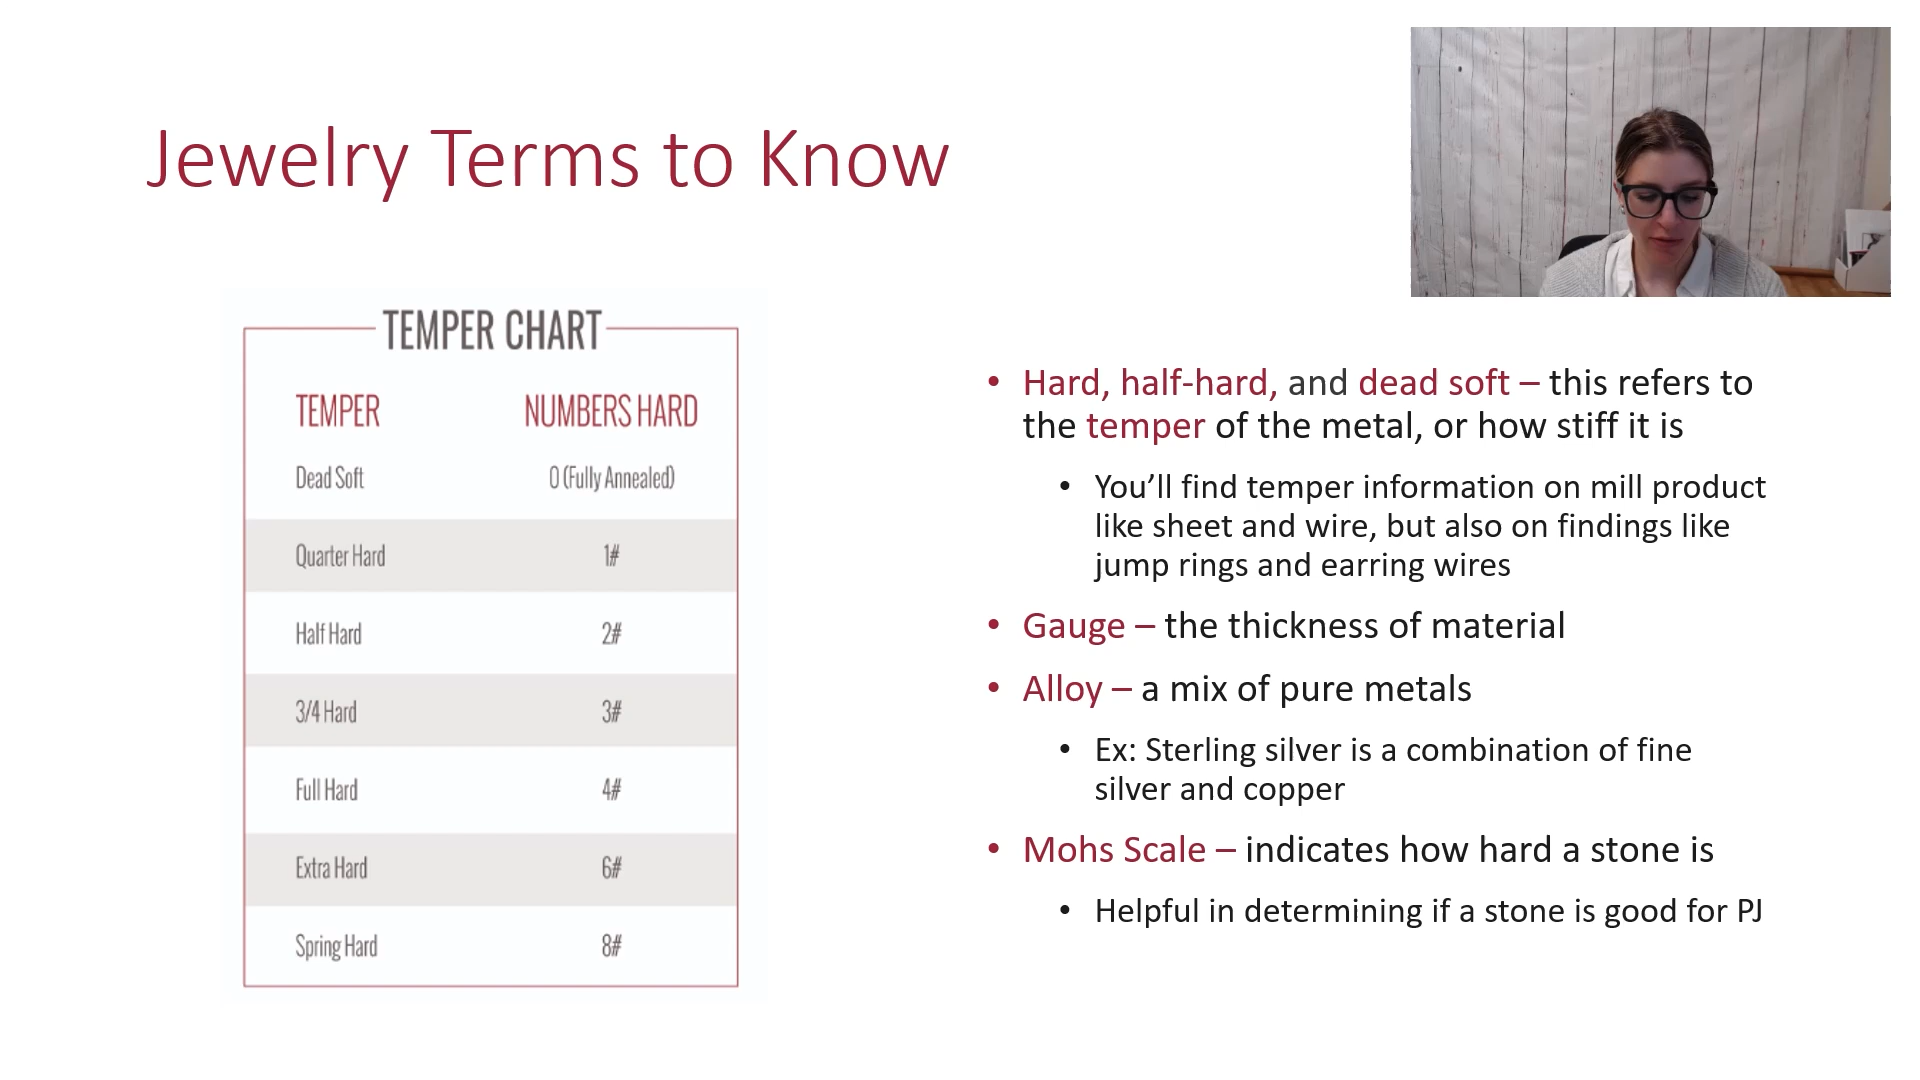 Jewelry Terms to Know
TEMPER CHART
TEMPER NUMBERS HARD
Dead Soft 0 (Fully Annealed)
Quarter Hard 1#
Half Hard 2#
3/4 Hard 3#
Full Hard 4#
Extra Hard 6#
Spring Hard 8#
• Hard, half-hard, and dead soft – this refers to
the temper of the metal, or how stiff it is
• You’ll find temper information on mill product
like sheet and wire, but also on findings like
jump rings and earring wires
• Gauge – the thickness of material
• Alloy – a mix of pure metals
• Ex: Sterling silver is a combination of fine
silver and copper
• Mohs Scale – indicates how hard a stone is
• Helpful in determining if a stone is good for PJ